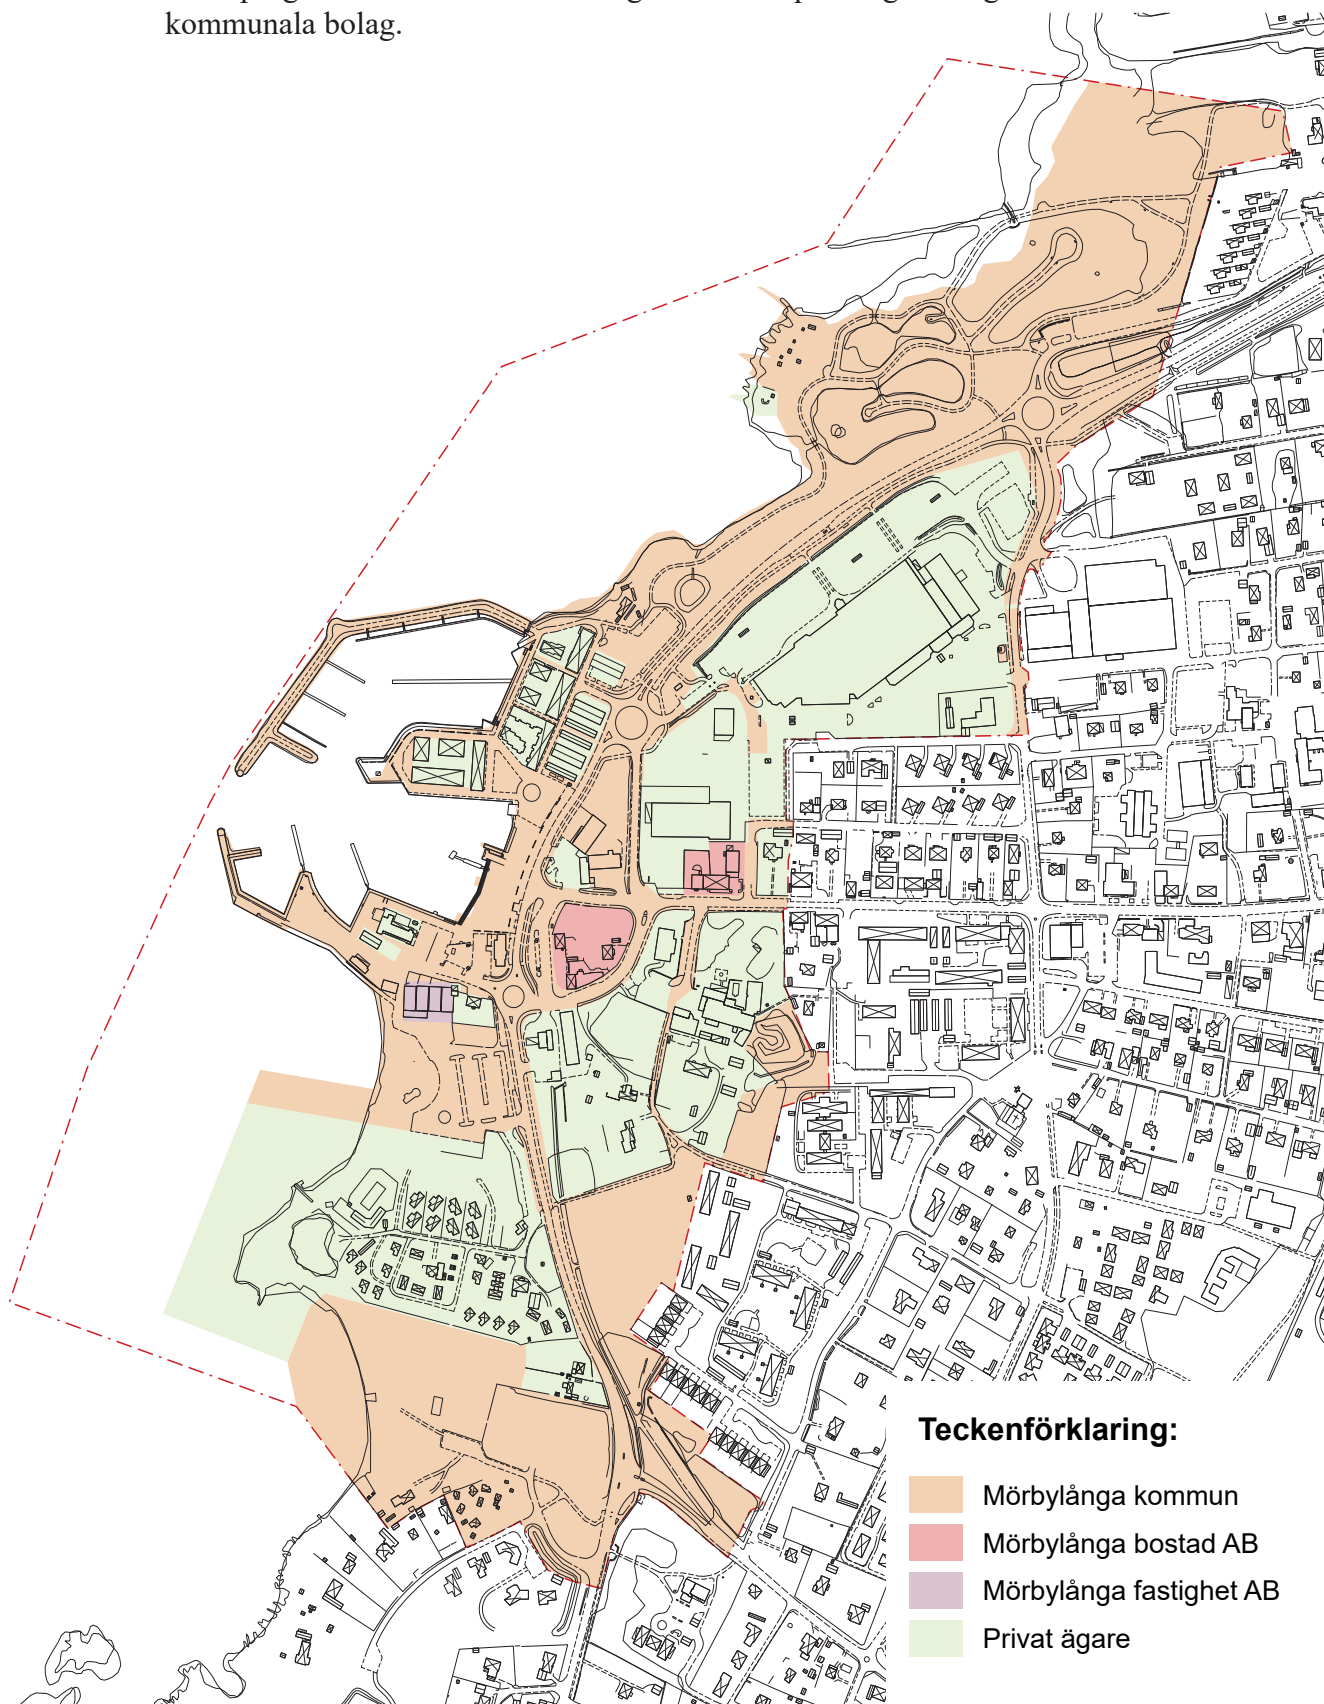 kommunala bolag.
Teckenförklaring:
Mörbylånga kommun
Mörbylånga bostad AB
Mörbylånga fastighet AB
Privat ägare